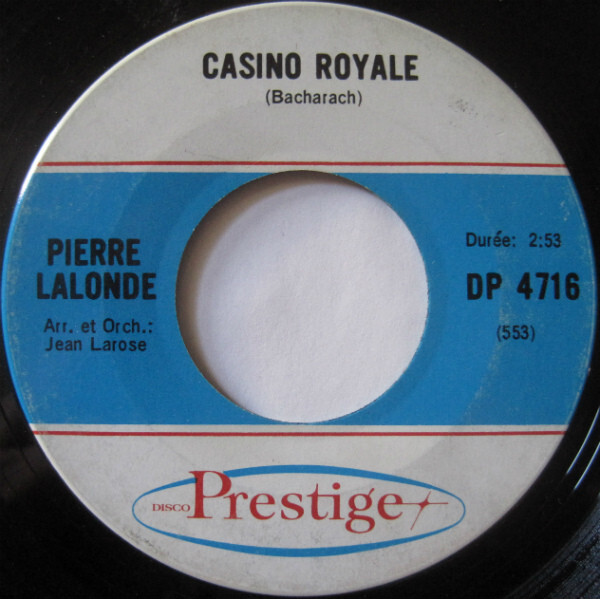 CASINO ROYALE
(Bacharach)
PIERRE
LALONDE
Arr. et Orch.:
Jean Larose
Durée: 2:53
DP 4716
(553)
DISCO Prestige